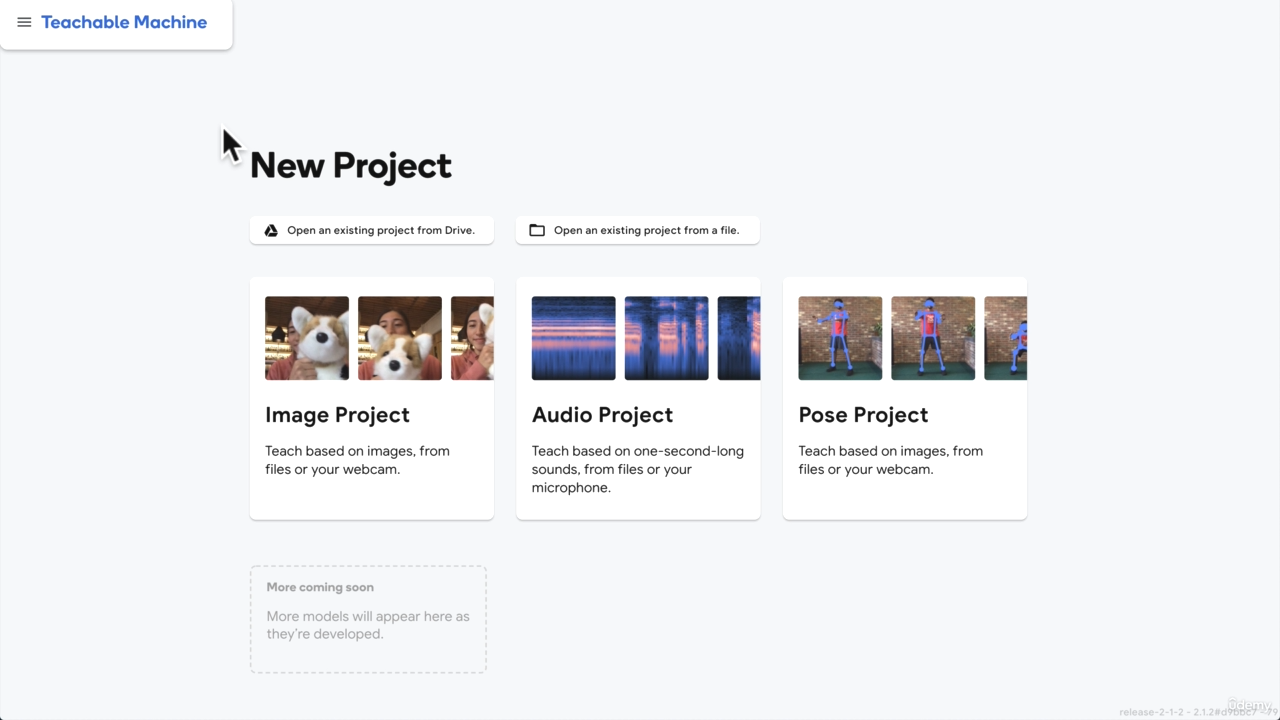 Teachable Machine
New Project
Open an existing project from Drive.
Open an existing project from a file.
Image Project
Teach based on images, from
files or your webcam.
Audio Project
Teach based on one-second-long
sounds, from files or your
microphone.
Pose Project
Teach based on images, from
files or your webcam.
More coming soon
More models will appear here as
they're developed.
release-2-1-2 - 2.1.2
Udemy